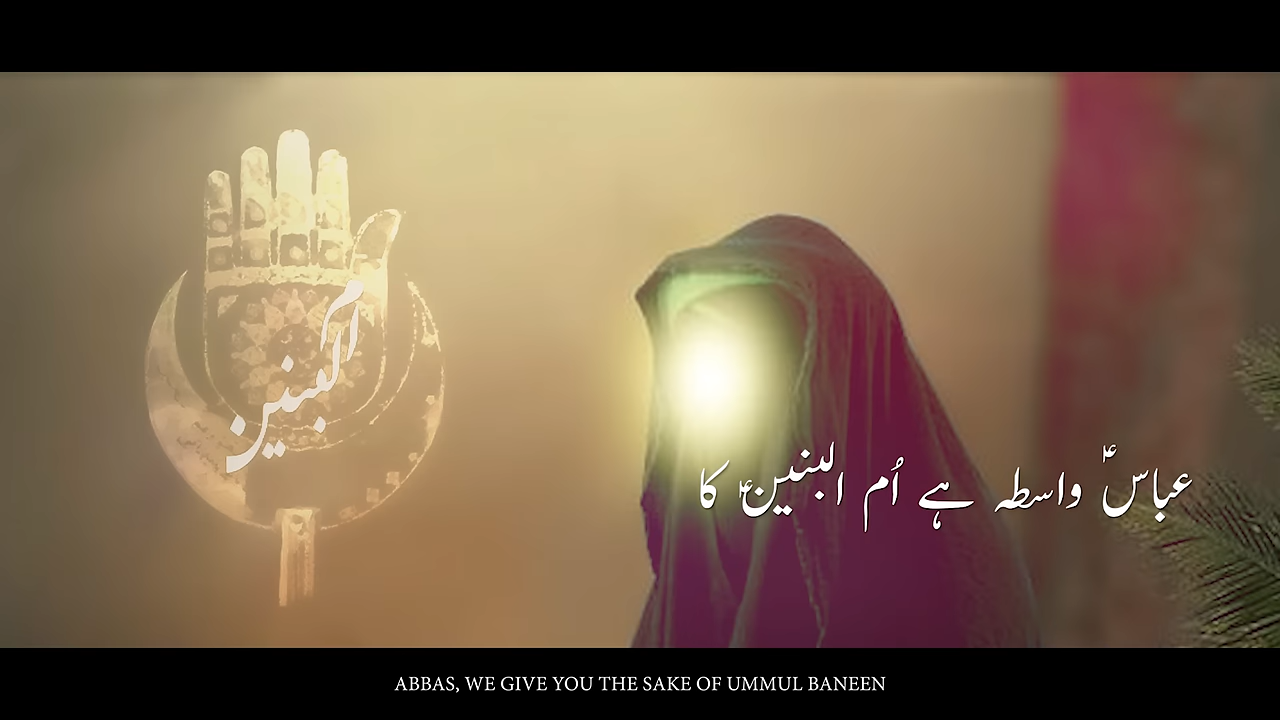 ام البنین
عباسؑ واسطہ ہے اُم البنینؑ کا
ABBAS, WE GIVE YOU THE SAKE OF UMMUL BANEEN